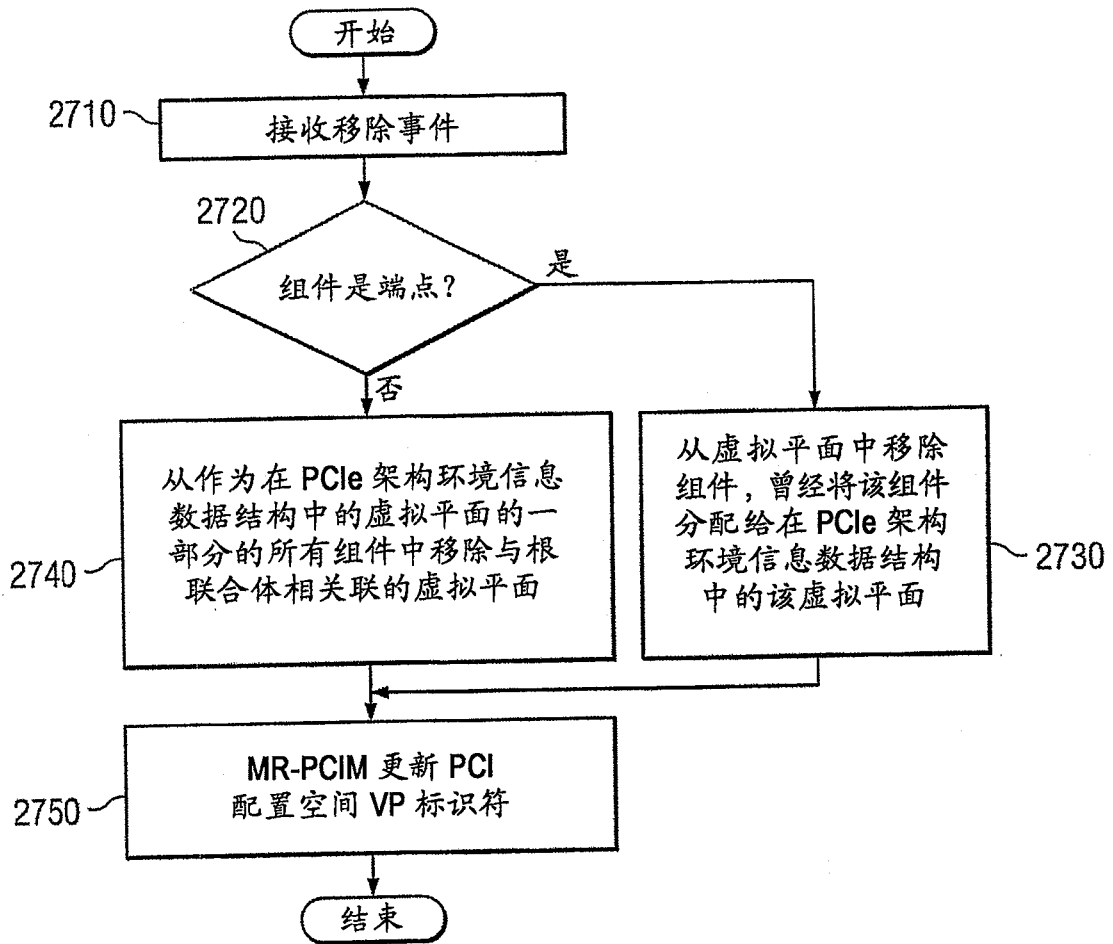 开始
2710
接收移除事件
2720
组件是端点？
是
否
从作为在 PCIe 架构环境信息
数据结构中的虚拟平面的一
部分的所有组件中移除与根
联合体相关联的虚拟平面
2740
从虚拟平面中移除
组件，曾经将该组件
分配给在 PCIe 架构
环境信息数据结构
中的该虚拟平面
2730
MR-PCIM 更新 PCI
配置空间 VP 标识符
2750
结束